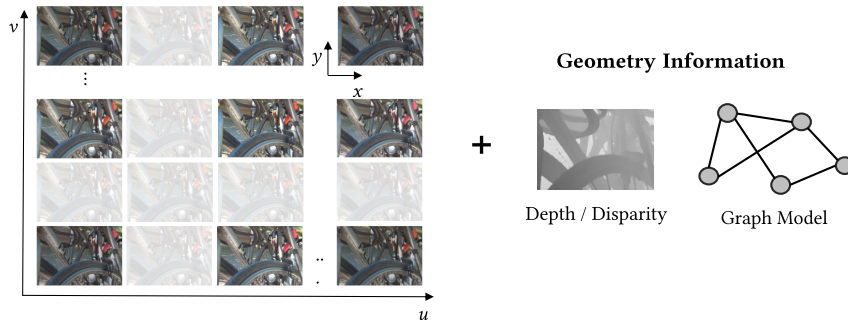 v
y
x
⋮
..
.
u
+
Geometry Information
Depth / Disparity
Graph Model